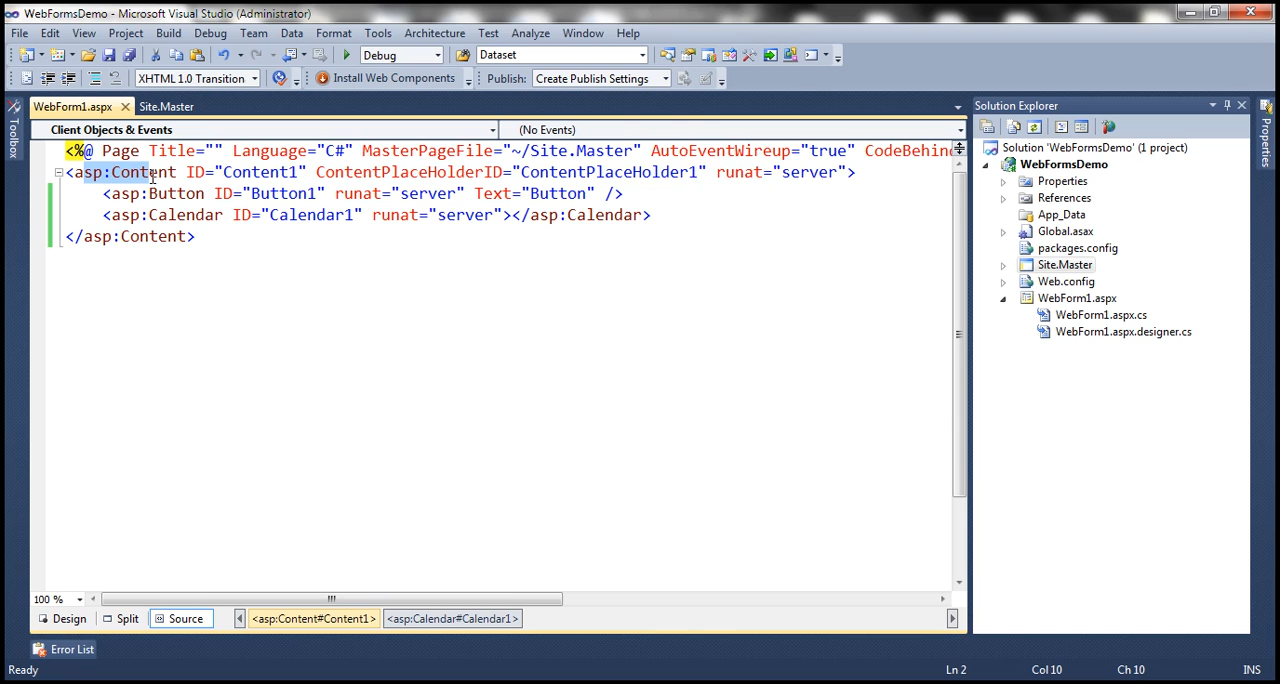 WebFormsDemo - Microsoft Visual Studio (Administrator)
File Edit View Project Build Debug Team Data Format Tools Architecture Test Analyze Window Help
Debug Dataset
XHTML 1.0 Transition Install Web Components Publish: Create Publish Settings
Toolbox
WebForm1.aspx Site.Master
Client Objects & Events (No Events)
<%@ Page Title="" Language="C#" MasterPageFile="~/Site.Master" AutoEventWireup="true" CodeBehind
<asp:Content ID="Content1" ContentPlaceHolderID="ContentPlaceHolder1" runat="server">
<asp:Button ID="Button1" runat="server" Text="Button" />
<asp:Calendar ID="Calendar1" runat="server"></asp:Calendar>
</asp:Content>
100 %
Design Split Source <asp:Content#Content1> <asp:Calendar#Calendar1>
Solution Explorer
Solution 'WebFormsDemo' (1 project)
WebFormsDemo
Properties
References
App_Data
Global.asax
packages.config
Site.Master
Web.config
WebForm1.aspx
WebForm1.aspx.cs
WebForm1.aspx.designer.cs
Properties
Error List
Ready Ln 2 Col 10 Ch 10 INS